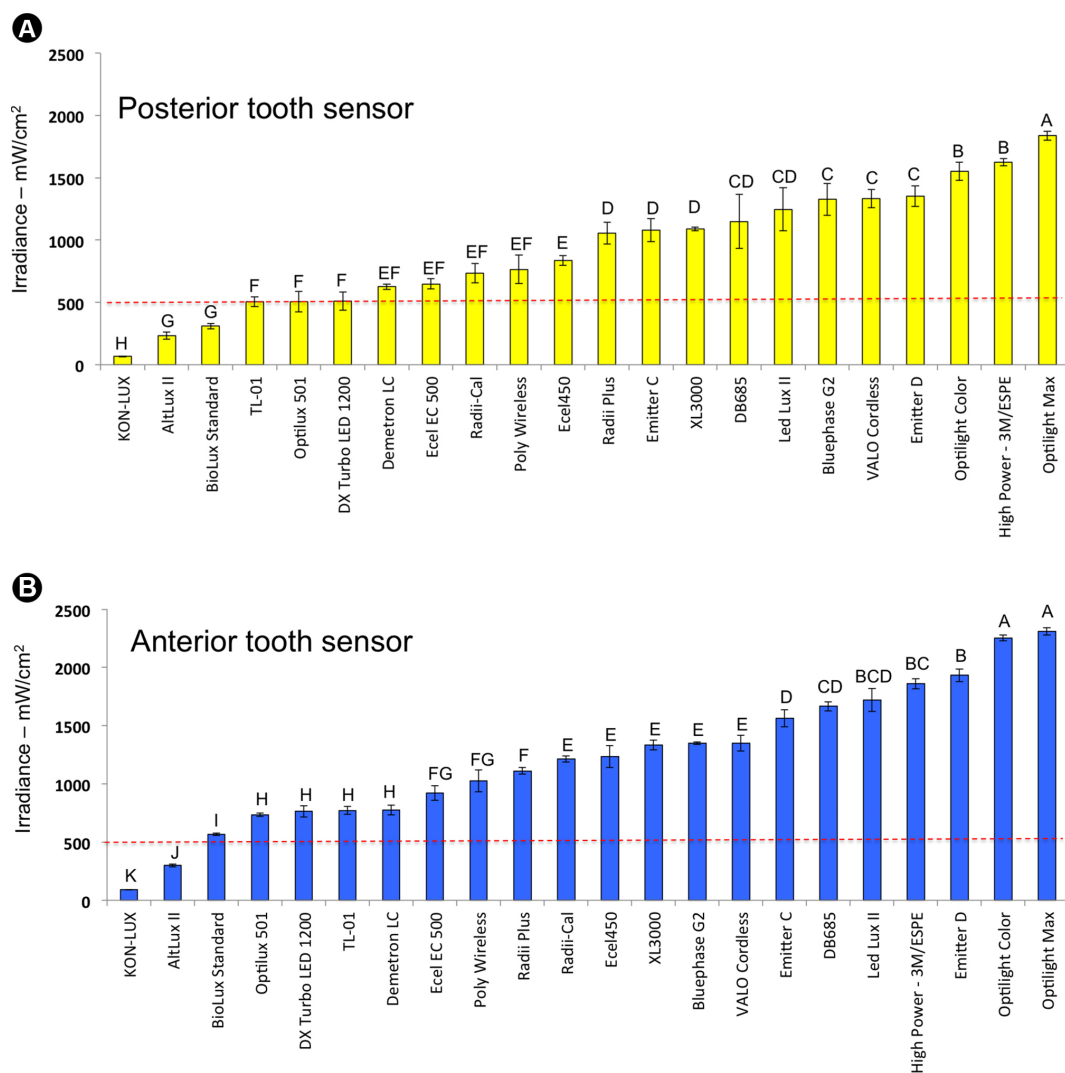 A
2500
Posterior tooth sensor
2000
1500
1000
500
0
Irradiance – mW/cm²
H
G
G
F
F
F
EF
EF
EF
EF
E
D
D
D
CD
CD
C
C
C
B
B
A
KON-LUX
AltLux II
BioLux Standard
TL-01
Optilux 501
DX Turbo LED 1200
Demetron LC
Ecel EC 500
Radii-Cal
Poly Wireless
Ecel450
Radii Plus
Emitter C
XL3000
DB685
Led Lux II
Bluephase G2
VALO Cordless
Emitter D
Optilight Color
High Power - 3M/ESPE
Optilight Max
B
2500
Anterior tooth sensor
2000
1500
1000
500
0
Irradiance – mW/cm²
K
J
I
H
H
H
H
FG
FG
F
E
E
E
E
E
D
CD
BCD
BC
B
A
A
KON-LUX
AltLux II
BioLux Standard
Optilux 501
DX Turbo LED 1200
TL-01
Demetron LC
Ecel EC 500
Poly Wireless
Radii Plus
Radii-Cal
Ecel450
XL3000
Bluephase G2
VALO Cordless
Emitter C
DB685
Led Lux II
High Power - 3M/ESPE
Emitter D
Optilight Color
Optilight Max